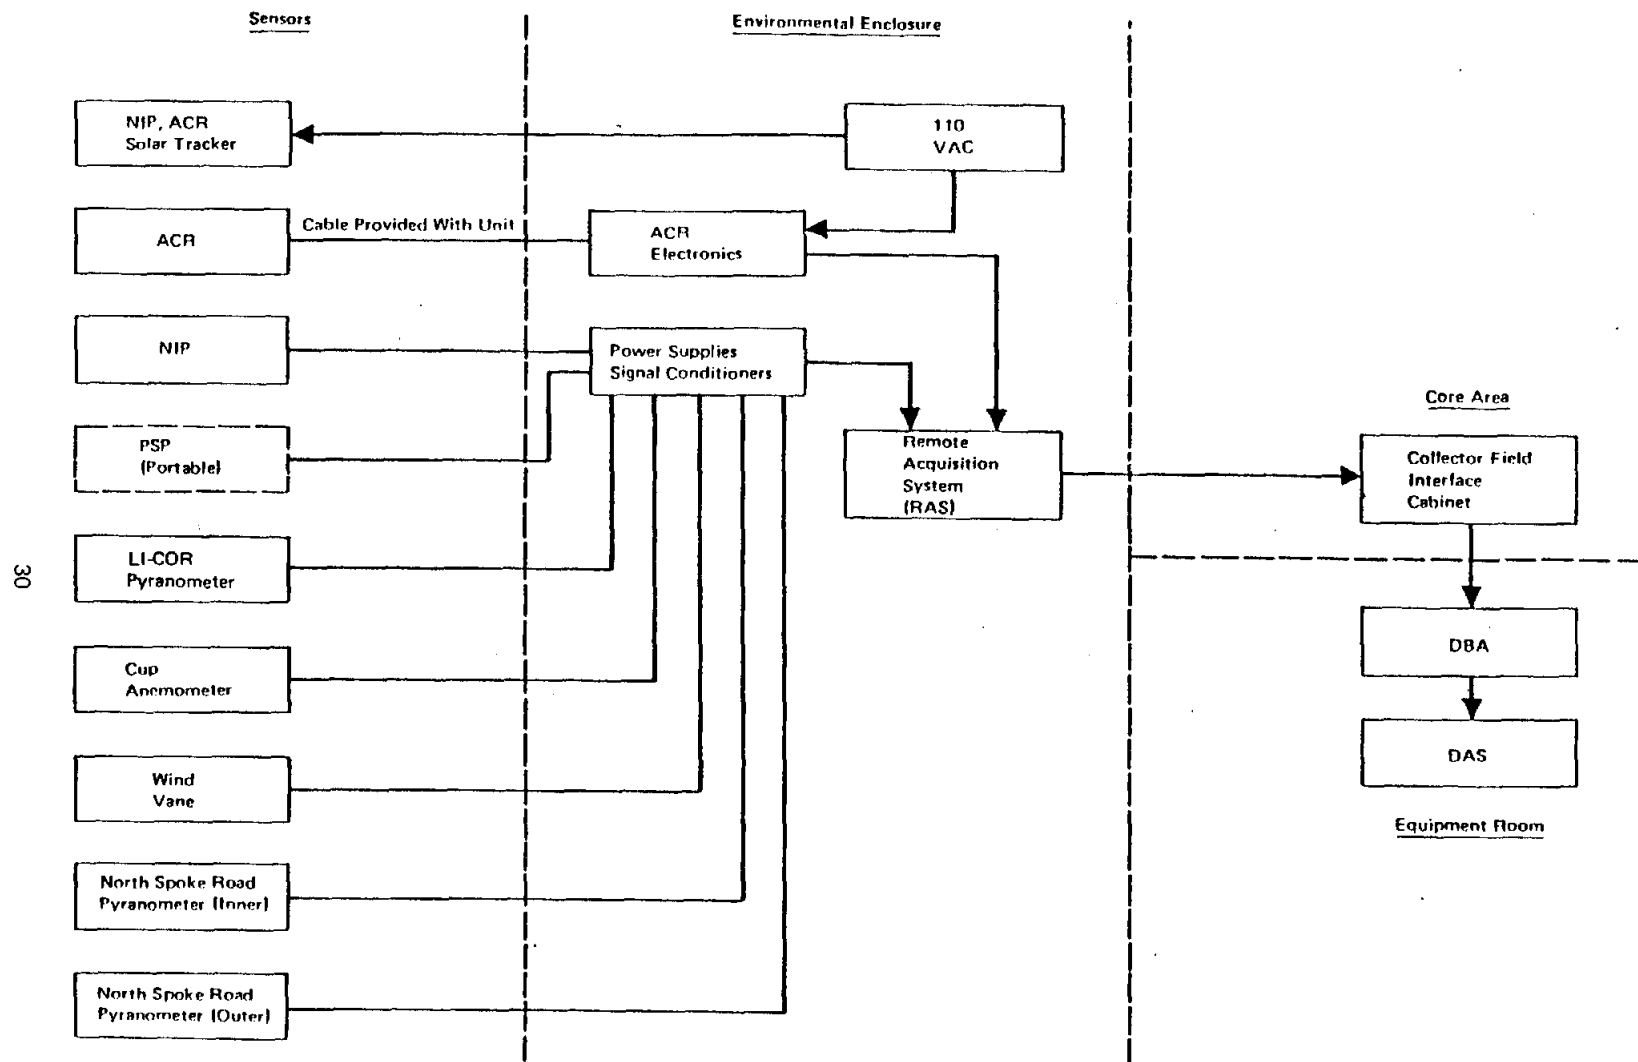 Sensors
Environmental Enclosure
NIP, ACR
Solar Tracker
110
VAC
ACR
Cable Provided With Unit
ACR
Electronics
NIP
Power Supplies
Signal Conditioners
PSP
(Portable)
Remote
Acquisition
System
(RAS)
Core Area
Collector Field
Interface
Cabinet
LI-COR
Pyranometer
30
Cup
Anemometer
DBA
DAS
Wind
Vane
Equipment Room
North Spoke Road
Pyranometer (Inner)
North Spoke Road
Pyranometer (Outer)